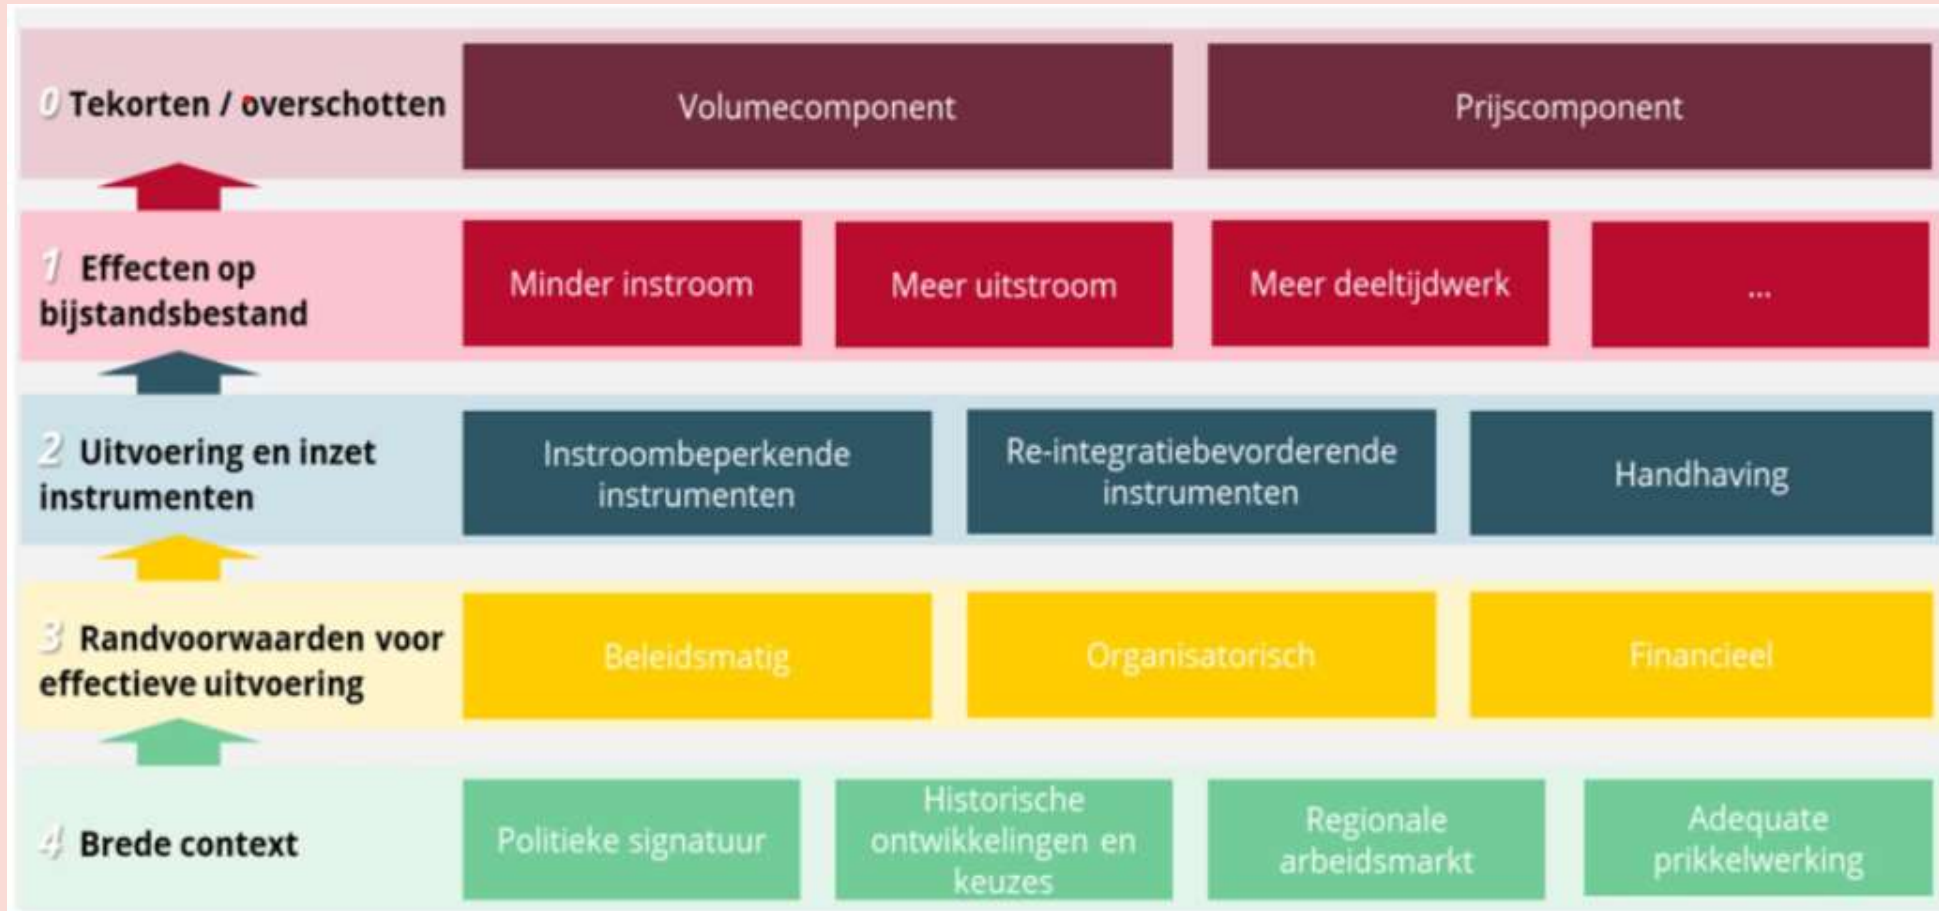 0 Tekorten / overschotten
Volumecomponent
Prijscomponent
1 Effecten op
bijstandsbestand
Minder instroom
Meer uitstroom
Meer deeltijdwerk
...
2 Uitvoering en inzet
instrumenten
Instroombeperkende
instrumenten
Re-integratiebevorderende
instrumenten
Handhaving
3 Randvoorwaarden voor
effectieve uitvoering
Beleidsmatig
Organisatorisch
Financieel
4 Brede context
Politieke signatuur
Historische
ontwikkelingen en
keuzes
Regionale
arbeidsmarkt
Adequate
prikkelwerking